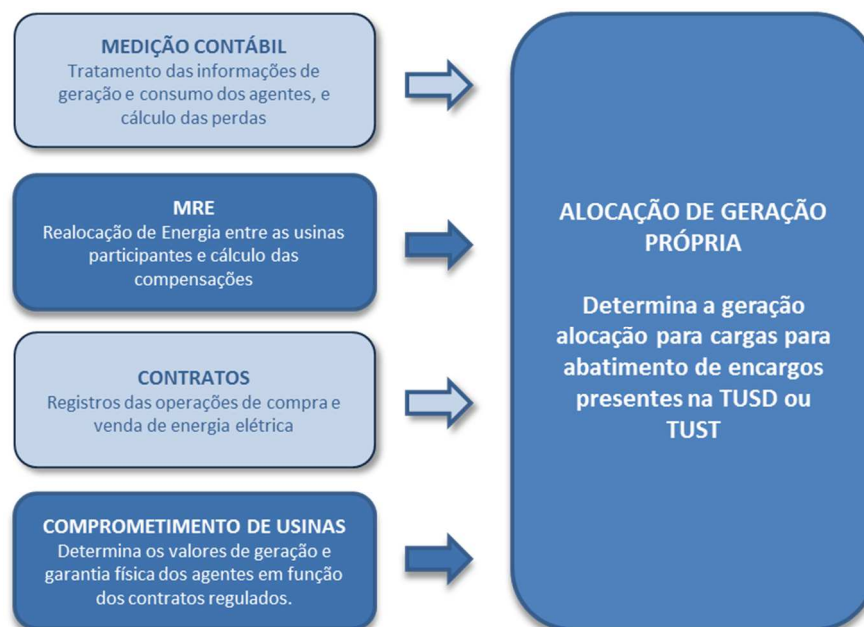 MEDIÇÃO CONTÁBIL
Tratamento das informações de
geração e consumo dos agentes, e
cálculo das perdas
MRE
Realocação de Energia entre as usinas
participantes e cálculo das
compensações
CONTRATOS
Registros das operações de compra e
venda de energia elétrica
COMPROMETIMENTO DE USINAS
Determina os valores de geração e
garantia física dos agentes em função
dos contratos regulados.
ALOCAÇÃO DE GERAÇÃO
PRÓPRIA
Determina a geração
alocação para cargas para
abatimento de encargos
presentes na TUSD ou
TUST